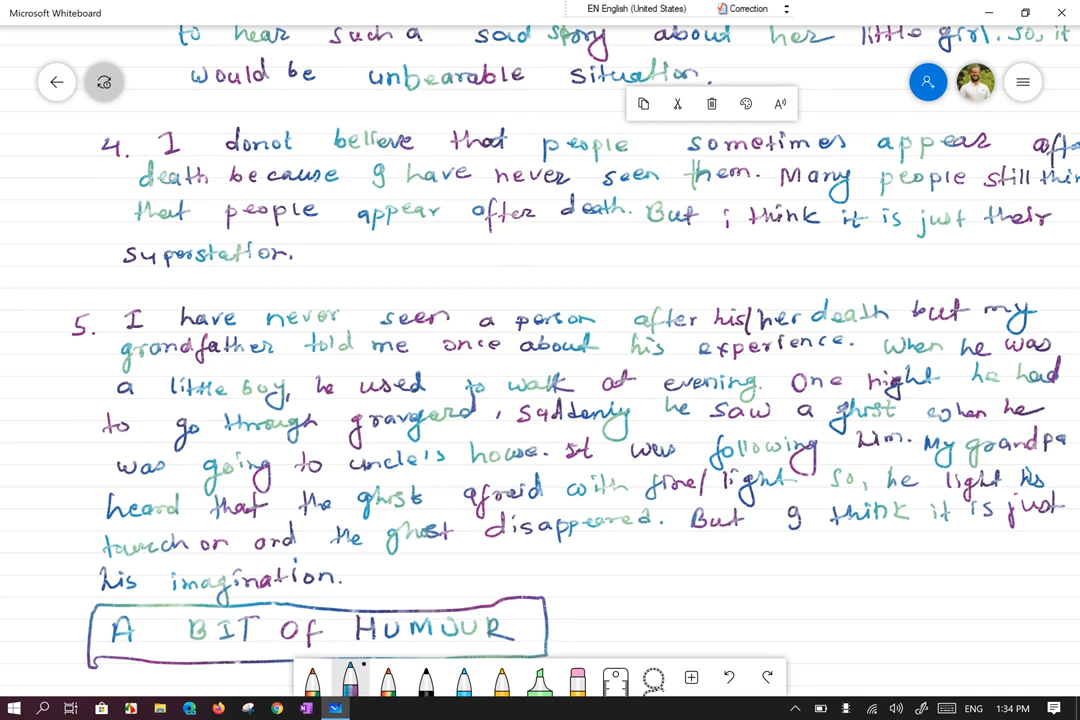 Microsoft Whiteboard
EN English (United States)
Correction
to hear such a sad story about her little girl. so, it
would be unbearable situation.
4. I donot believe that people sometimes appear afte
death because I have never seen them. Many people still thin
that people appear after death. But i think it is just their
superstation.
5. I have never seen a person after his/her death but my
grandfather told me once about his experience. When he was
a little boy, he used to walk at evening. One night he had
to go through gravyard, suddenly he saw a ghost when he
was going to uncle's house. It was following him. My grandpa
heard that the ghosts afraid with fire/light. So, he light his
tourch on and the ghost disappeared. But I think it is just
his imagination.
A BIT OF HUMOUR
ENG
1:34 PM